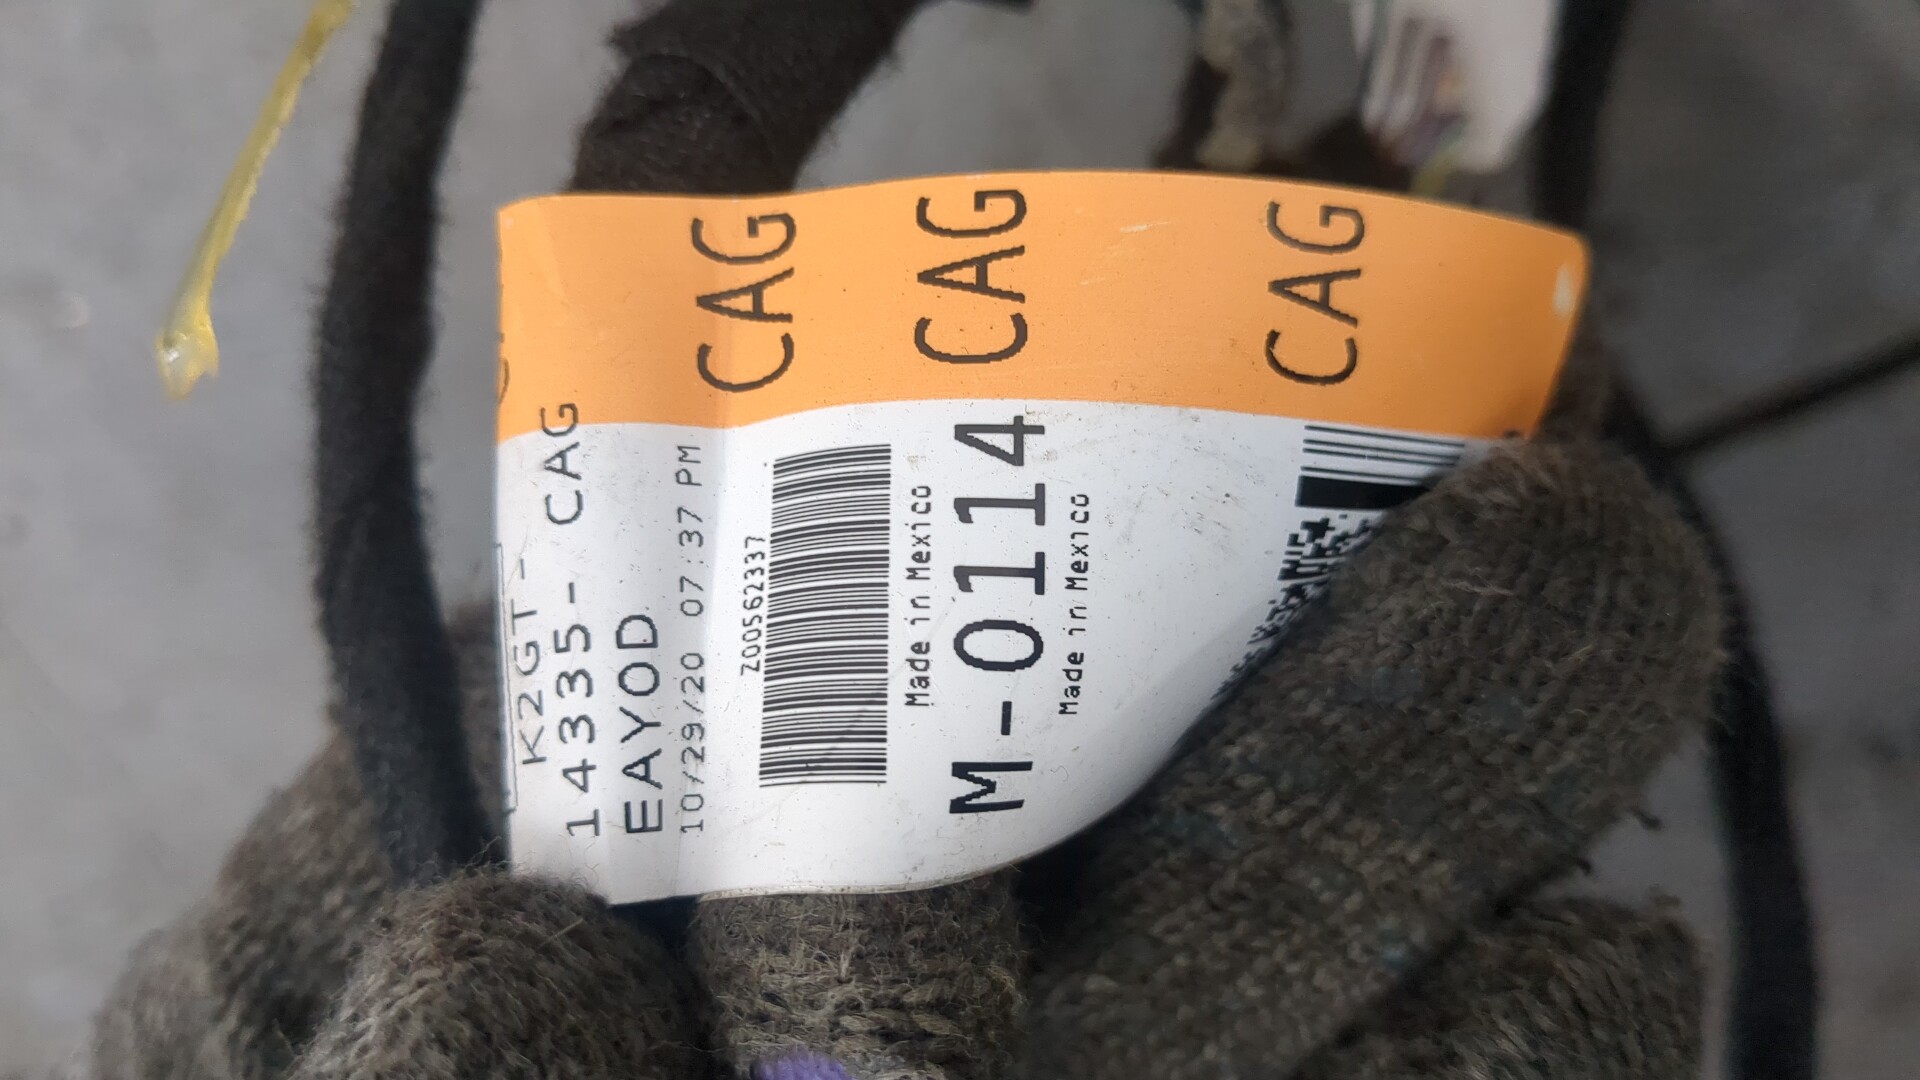 K2GT-
14335- CAG
EAYOD
10/29/20 07:37 PM
CAG
Z00562337
Made in Mexico
M-0114 CAG
Made in Mexico
CAG